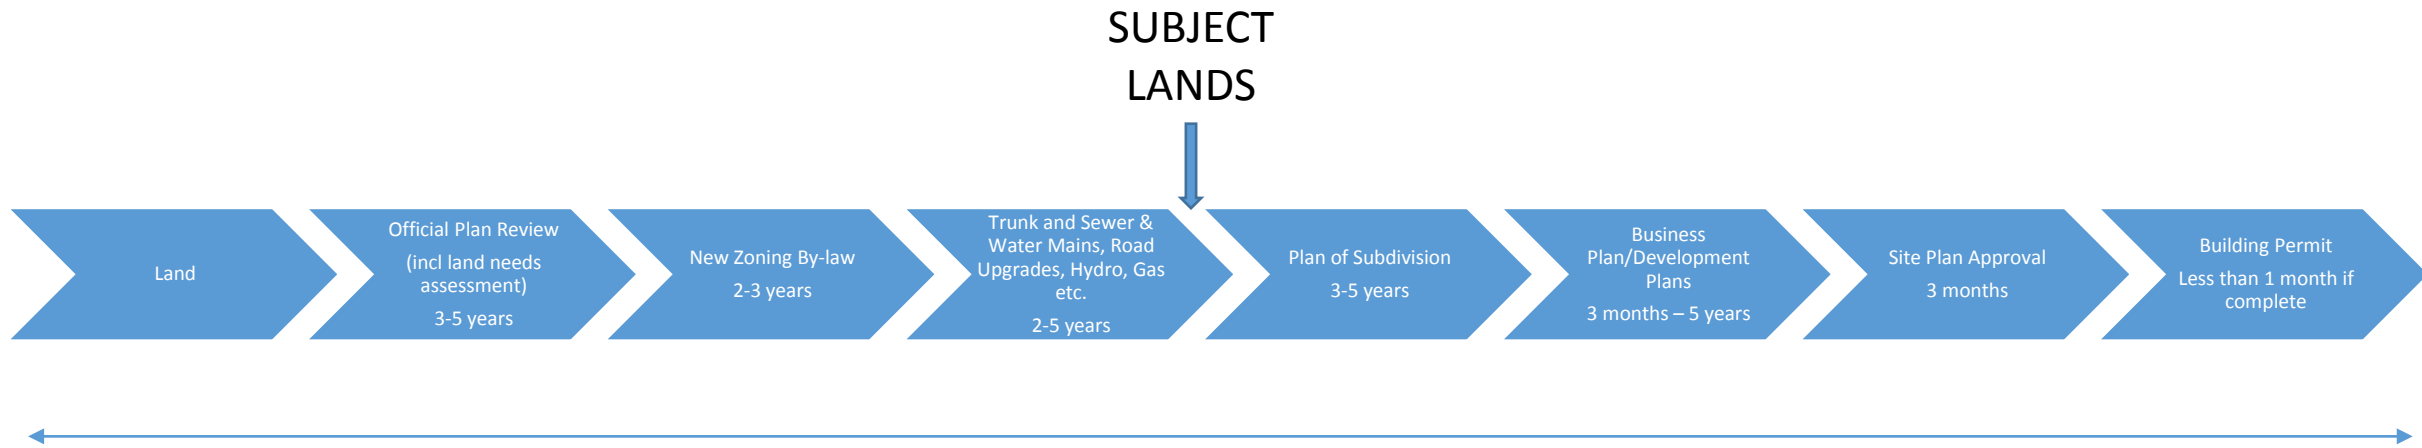 SUBJECT
LANDS
Land
Official Plan Review
(incl land needs
assessment)
3-5 years
New Zoning By-law
2-3 years
Trunk and Sewer &
Water Mains, Road
Upgrades, Hydro, Gas
etc.
2-5 years
Plan of Subdivision
3-5 years
Business
Plan/Development
Plans
3 months – 5 years
Site Plan Approval
3 months
Building Permit
Less than 1 month if
complete